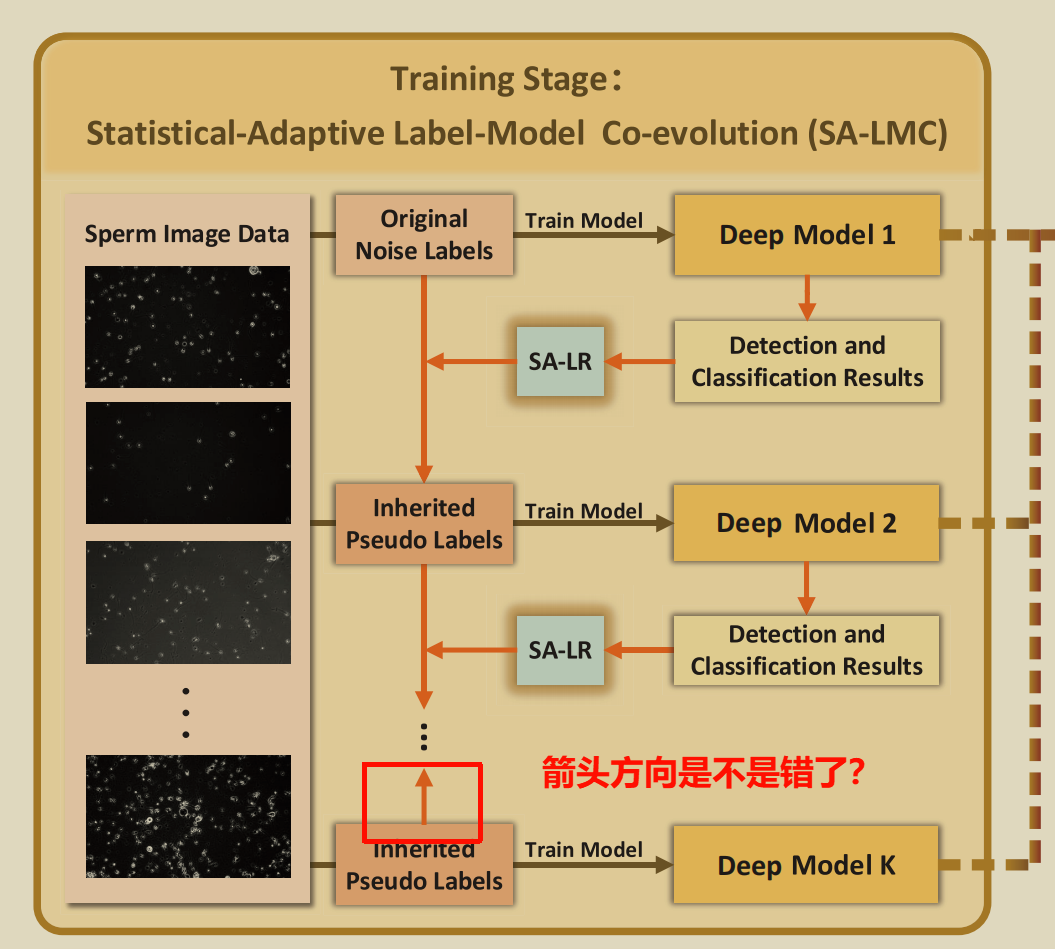 Training Stage：
Statistical-Adaptive Label-Model Co-evolution (SA-LMC)
Sperm Image Data
Original
Noise Labels
Train Model
Deep Model 1
SA-LR
Detection and
Classification Results
Inherited
Pseudo Labels
Train Model
Deep Model 2
SA-LR
Detection and
Classification Results
箭头方向是不是错了？
Inherited
Pseudo Labels
Train Model
Deep Model K